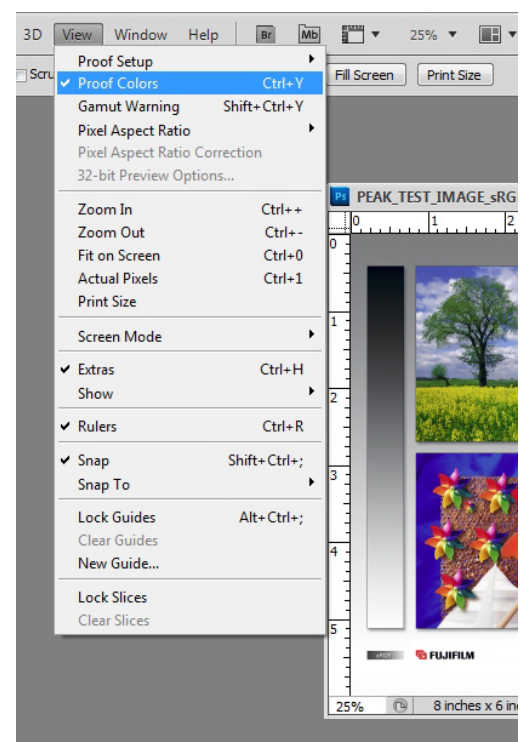 3D View Window Help Br Mb 25%
Scru
Fill Screen Print Size
Proof Setup
Proof Colors Ctrl+Y
Gamut Warning Shift+Ctrl+Y
Pixel Aspect Ratio
Pixel Aspect Ratio Correction
32-bit Preview Options...
Zoom In Ctrl++
Zoom Out Ctrl+-
Fit on Screen Ctrl+0
Actual Pixels Ctrl+1
Print Size
Screen Mode
Extras Ctrl+H
Show
Rulers Ctrl+R
Snap Shift+Ctrl+;
Snap To
Lock Guides Alt+Ctrl+;
Clear Guides
New Guide...
Lock Slices
Clear Slices
Ps PEAK_TEST_IMAGE_sRG
0 1 2
0
1
2
3
4
5
FUJIFILM
25% 8 inches x 6 in